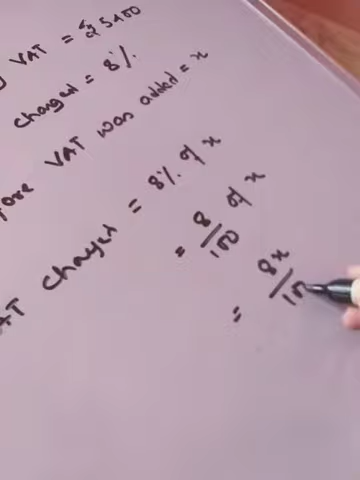 VAT = ₹ 5400
charged = 8%
VAT was added = x
VAT charged = 8% of x
= 8/100 of x
= 8x/10